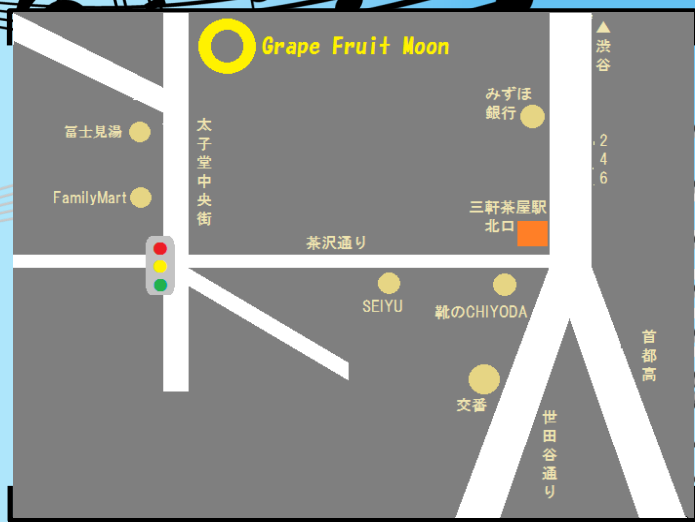 Grape Fruit Moon
▲渋谷
みずほ
銀行
冨士見湯
太子堂中央街
246
FamilyMart
三軒茶屋駅
北口
茶沢通り
SEIYU
靴のCHIYODA
首都高
交番
世田谷通り